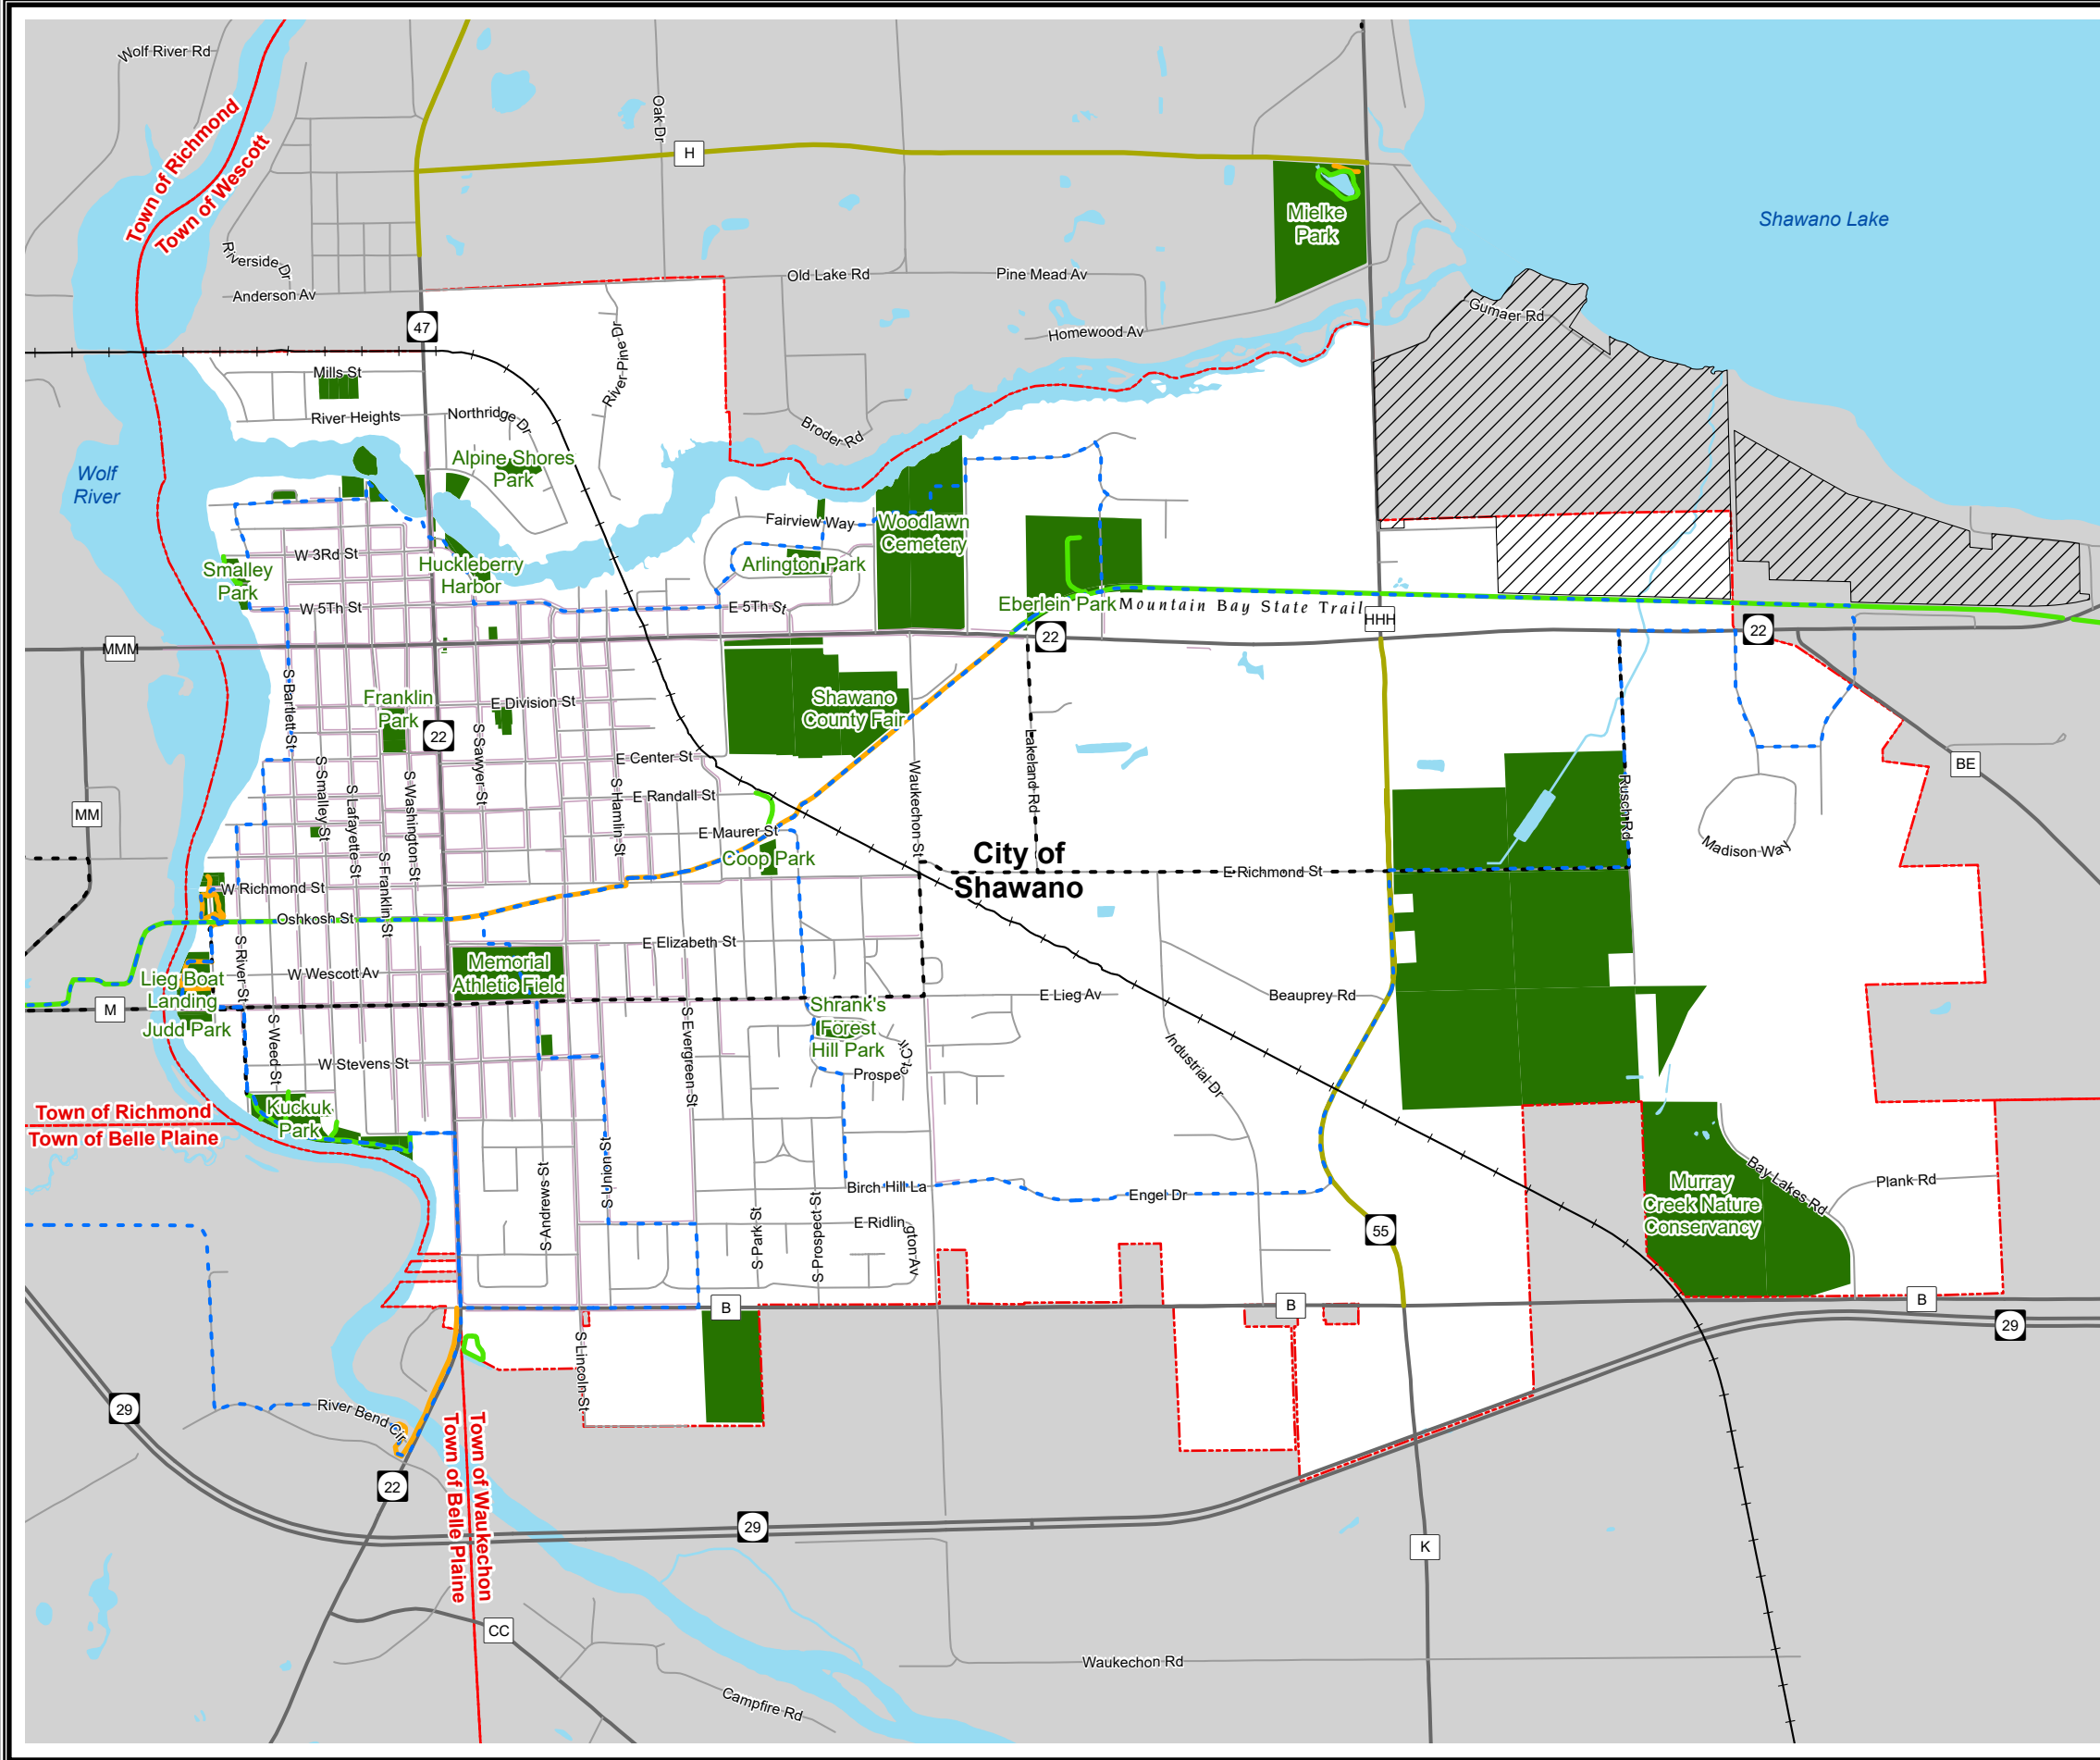 Wolf River Rd
Oak Dr
H
Town of Richmond
Town of Wescott
Mielke
Park
Shawano Lake
Riverside Dr
Anderson Av
Old Lake Rd
Pine Mead Av
Homewood Av
Gumaer Rd
47
River Pine Dr
Mills St
River Heights
Northridge Dr
Broder Rd
Alpine Shores
Park
Wolf
River
Fairview Way
Woodlawn
Cemetery
W 3Rd St
Smalley
Park
Huckleberry
Harbor
Arlington Park
W 5Th St
E 5Th St
Eberlein Park
Mountain Bay State Trail
HHH
22
22
MMM
S Bartlett St
Franklin
Park
E Division St
Shawano
County Fair
22
S Sawyer St
E Center St
Lakeland Rd
BE
S Smalley St
S Lafayette St
S Washington St
S Hamlin St
E Randall St
Waukechon St
Rusch Rd
MM
E Maurer St
Coop Park
Madison Way
City of
Shawano
E Richmond St
W Richmond St
S Franklin St
Oshkosh St
S River St
E Elizabeth St
W Wescott Av
Memorial
Athletic Field
Lieg Boat
Landing
M
Judd Park
E Lieg Av
Beauprey Rd
Shrank's
Forest
Hill Park
S Evergreen St
S Weed St
W Stevens St
Prospect Cir
Industrial Dr
Kuckuk
Park
Town of Richmond
Town of Belle Plaine
S Andrews St
S Union St
Birch Hill La
Engel Dr
Murray
Creek Nature
Conservancy
Bay Lakes Rd
Plank Rd
S Park St
S Prospect St
E Ridlington Av
55
B
B
B
29
S Lincoln St
29
River Bend Cir
22
Town of Belle Plaine
Town of Waukechon
29
K
CC
Waukechon Rd
Campfire Rd